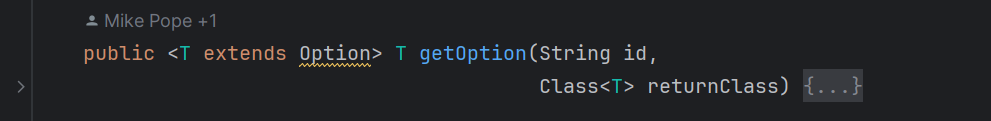 Mike Pope +1
public <T extends Option> T getOption(String id,
Class<T> returnClass) {...}